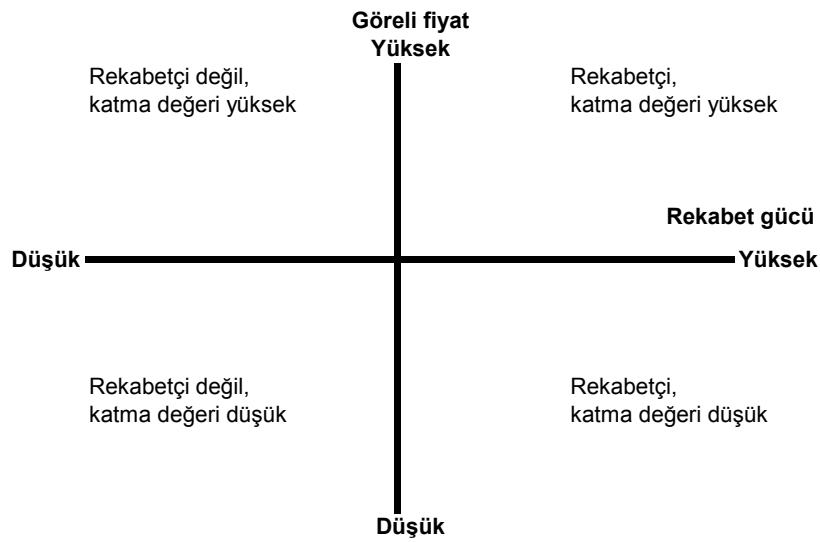 Göreli fiyat
Yüksek
Rekabetçi değil,
katma değeri yüksek
Rekabetçi,
katma değeri yüksek
Rekabet gücü
Düşük
Yüksek
Rekabetçi değil,
katma değeri düşük
Rekabetçi,
katma değeri düşük
Düşük